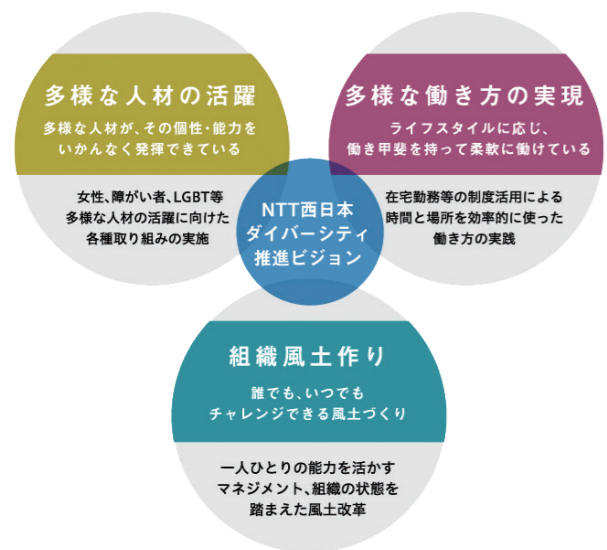 多様な人材の活躍
多様な人材が、その個性・能力を
いかんなく発揮できている
女性、障がい者、LGBT等
多様な人材の活躍に向けた
各種取り組みの実施
多様な働き方の実現
ライフスタイルに応じ、
働き甲斐を持って柔軟に働けている
在宅勤務等の制度活用による
時間と場所を効率的に使った
働き方の実践
NTT西日本
ダイバーシティ
推進ビジョン
組織風土作り
誰でも、いつでも
チャレンジできる風土づくり
一人ひとりの能力を活かす
マネジメント、組織の状態を
踏まえた風土改革